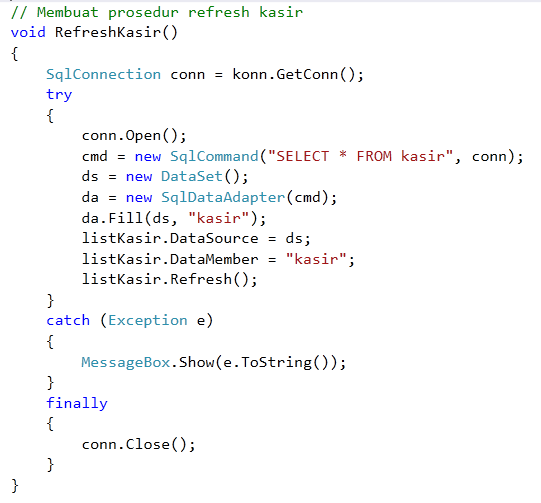 // Membuat prosedur refresh kasir
void RefreshKasir()
{
    SqlConnection conn = konn.GetConn();
    try
    {
        conn.Open();
        cmd = new SqlCommand("SELECT * FROM kasir", conn);
        ds = new DataSet();
        da = new SqlDataAdapter(cmd);
        da.Fill(ds, "kasir");
        listKasir.DataSource = ds;
        listKasir.DataMember = "kasir";
        listKasir.Refresh();
    }
    catch (Exception e)
    {
        MessageBox.Show(e.ToString());
    }
    finally
    {
        conn.Close();
    }
}